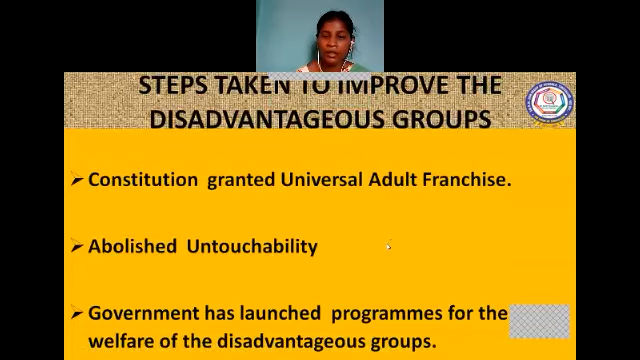 STEPS TAKEN TO IMPROVE THE
DISADVANTAGEOUS GROUPS
➢ Constitution granted Universal Adult Franchise.
➢ Abolished Untouchability
➢ Government has launched programmes for the
welfare of the disadvantageous groups.